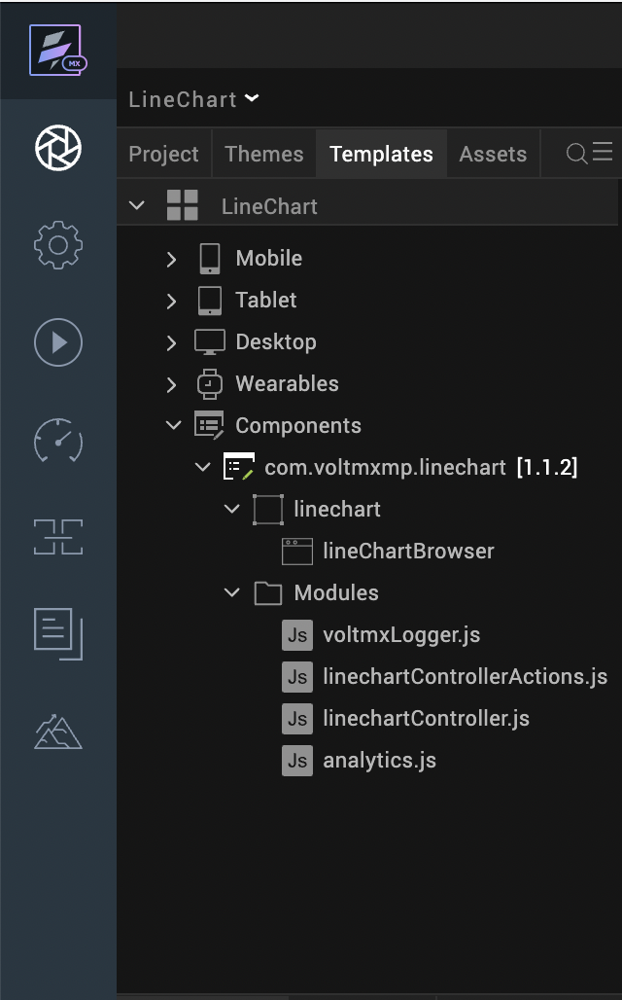 MX
LineChart
Project Themes Templates Assets
LineChart
Mobile
Tablet
Desktop
Wearables
Components
com.voltmxmp.linechart [1.1.2]
linechart
lineChartBrowser
Modules
Js voltmxLogger.js
Js linechartControllerActions.js
Js linechartController.js
Js analytics.js